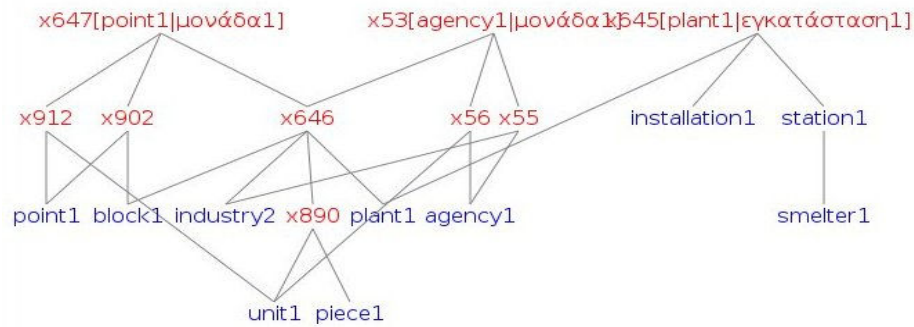 x647[point1|μονάδα1] x53[agency1|μονάδα1] x645[plant1|εγκατάσταση1]
x912 x902 x646 x56 x55 installation1 station1
point1 block1 industry2 x890 plant1 agency1 smelter1
unit1 piece1